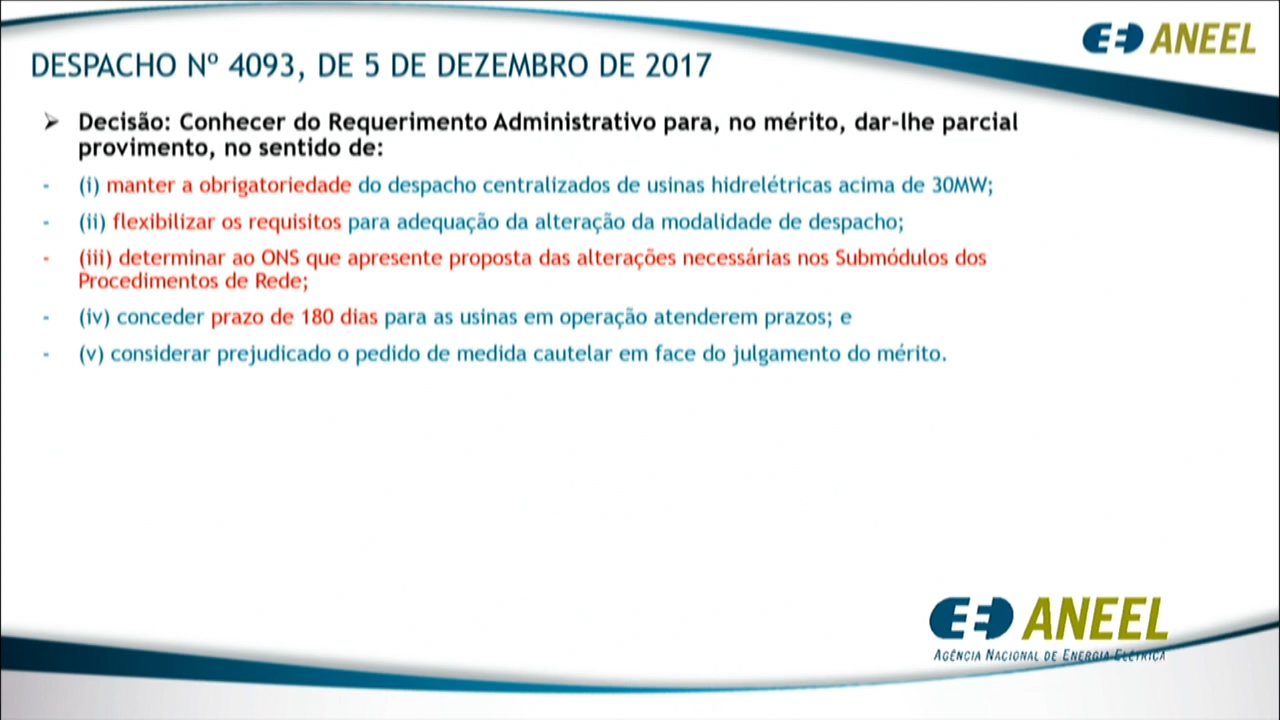 ANEEL
DESPACHO Nº 4093, DE 5 DE DEZEMBRO DE 2017
➢ Decisão: Conhecer do Requerimento Administrativo para, no mérito, dar-lhe parcial
provimento, no sentido de:
- (i) manter a obrigatoriedade do despacho centralizados de usinas hidrelétricas acima de 30MW;
- (ii) flexibilizar os requisitos para adequação da alteração da modalidade de despacho;
- (iii) determinar ao ONS que apresente proposta das alterações necessárias nos Submódulos dos
Procedimentos de Rede;
- (iv) conceder prazo de 180 dias para as usinas em operação atenderem prazos; e
- (v) considerar prejudicado o pedido de medida cautelar em face do julgamento do mérito.
ANEEL
AGÊNCIA NACIONAL DE ENERGIA ELÉTRICA